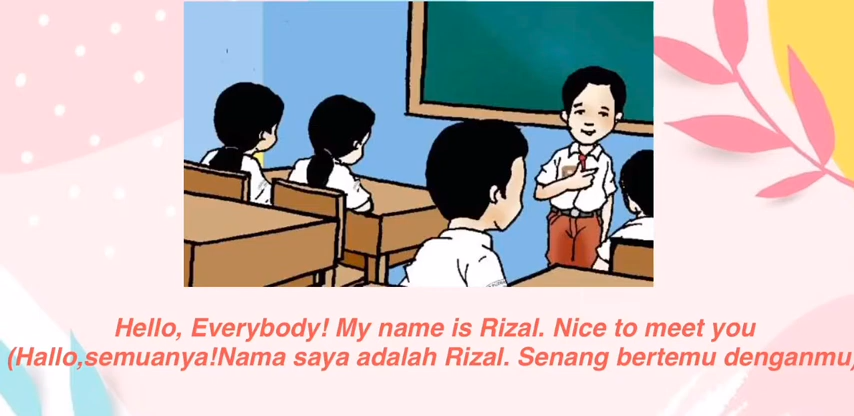 Hello, Everybody! My name is Rizal. Nice to meet you
(Hallo,semuanya!Nama saya adalah Rizal. Senang bertemu denganmu)